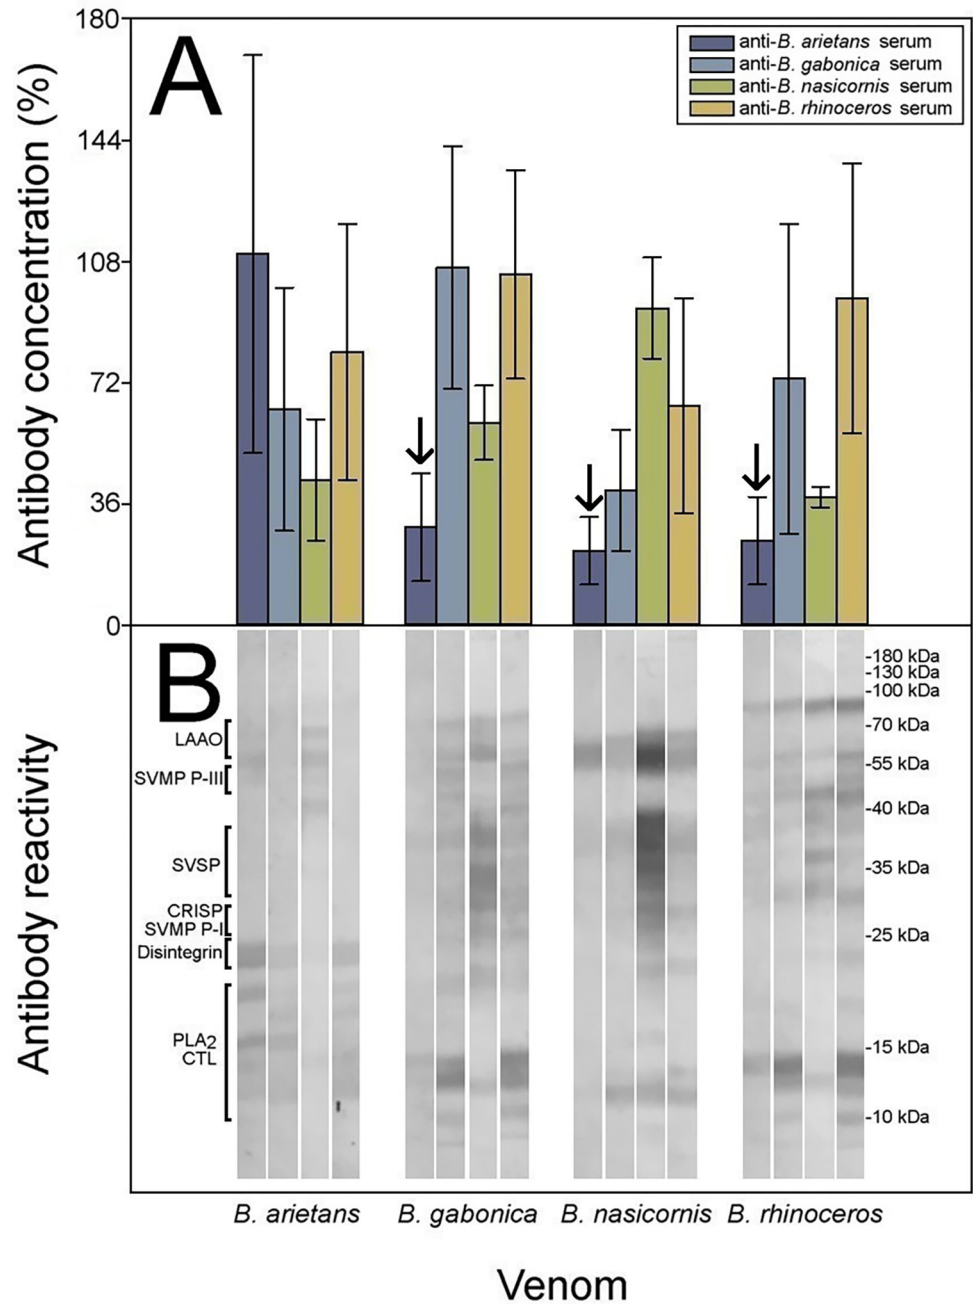 A
Antibody concentration (%)
180
144
108
72
36
0
anti-B. arietans serum
anti-B. gabonica serum
anti-B. nasicornis serum
anti-B. rhinoceros serum
B
Antibody reactivity
LAAO
SVMP P-III
SVSP
CRISP
SVMP P-I
Disintegrin
PLA2
CTL
-180 kDa
-130 kDa
-100 kDa
-70 kDa
-55 kDa
-40 kDa
-35 kDa
-25 kDa
-15 kDa
-10 kDa
B. arietans B. gabonica B. nasicornis B. rhinoceros
Venom